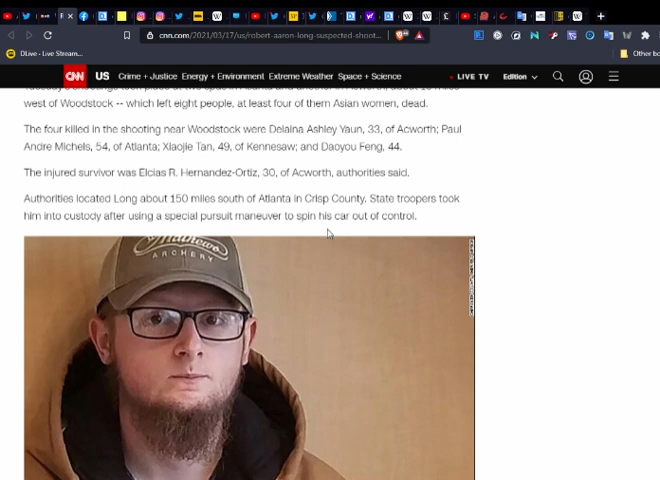 cnn.com/2021/03/17/us/robert-aaron-long-suspected-shoot...
DLive · Live Stream...
Other bo
CNN US Crime + Justice Energy + Environment Extreme Weather Space + Science LIVE TV Edition
west of Woodstock -- which left eight people, at least four of them Asian women, dead.
The four killed in the shooting near Woodstock were Delaina Ashley Yaun, 33, of Acworth; Paul
Andre Michels, 54, of Atlanta; Xiaojie Tan, 49, of Kennesaw; and Daoyou Feng, 44.
The injured survivor was Elcias R. Hernandez-Ortiz, 30, of Acworth, authorities said.
Authorities located Long about 150 miles south of Atlanta in Crisp County. State troopers took
him into custody after using a special pursuit maneuver to spin his car out of control.
Mathews
ARCHERY